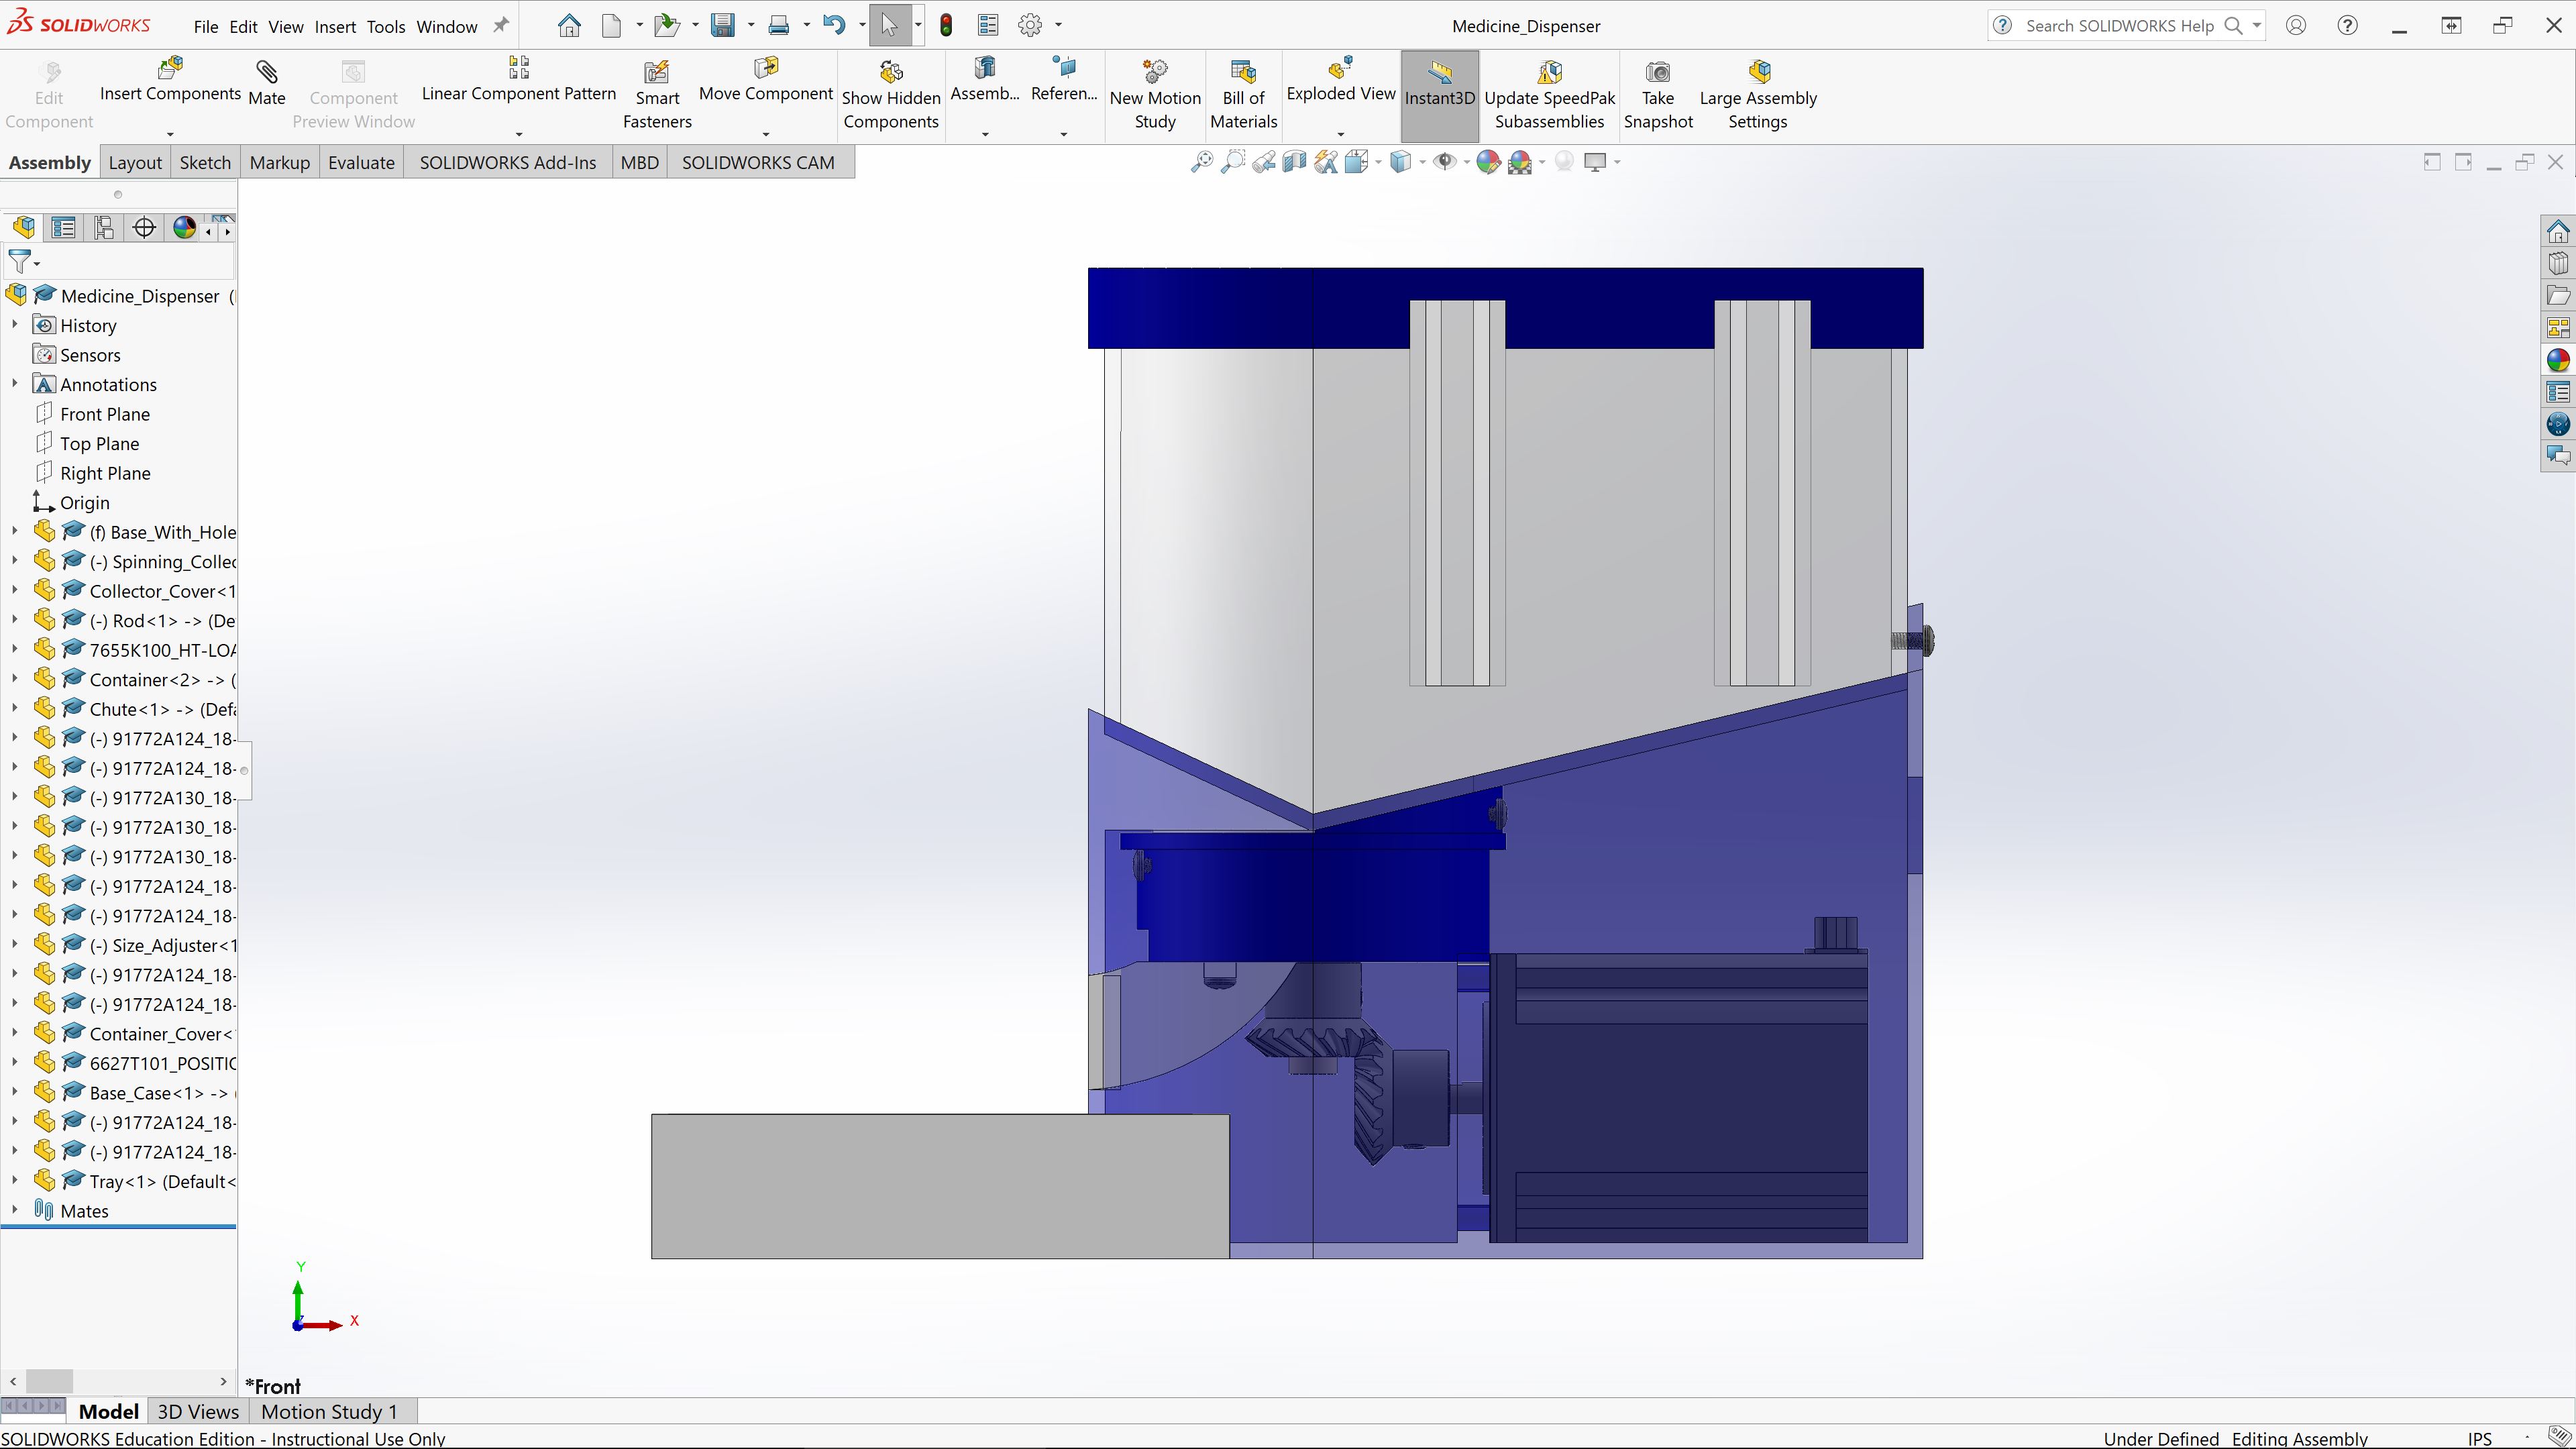 SOLIDWORKS File Edit View Insert Tools Window Medicine_Dispenser Search SOLIDWORKS Help
Edit Component
Insert Components
Mate
Component Preview Window
Linear Component Pattern
Smart Fasteners
Move Component
Show Hidden Components
Assemb...
Referen...
New Motion Study
Bill of Materials
Exploded View
Instant3D
Update SpeedPak Subassemblies
Take Snapshot
Large Assembly Settings
Assembly Layout Sketch Markup Evaluate SOLIDWORKS Add-Ins MBD SOLIDWORKS CAM
Medicine_Dispenser (
History
Sensors
Annotations
Front Plane
Top Plane
Right Plane
Origin
(f) Base_With_Hole
(-) Spinning_Collec
Collector_Cover<1
(-) Rod<1> -> (De
7655K100_HT-LOA
Container<2> -> (
Chute<1> -> (Defa
(-) 91772A124_18-
(-) 91772A124_18-
(-) 91772A130_18-
(-) 91772A130_18-
(-) 91772A130_18-
(-) 91772A124_18-
(-) 91772A124_18-
(-) Size_Adjuster<1
(-) 91772A124_18-
(-) 91772A124_18-
Container_Cover<
6627T101_POSITIC
Base_Case<1> ->
(-) 91772A124_18-
(-) 91772A124_18-
Tray<1> (Default<
Mates
Y
X
*Front
Model 3D Views Motion Study 1
SOLIDWORKS Education Edition - Instructional Use Only Under Defined Editing Assembly IPS